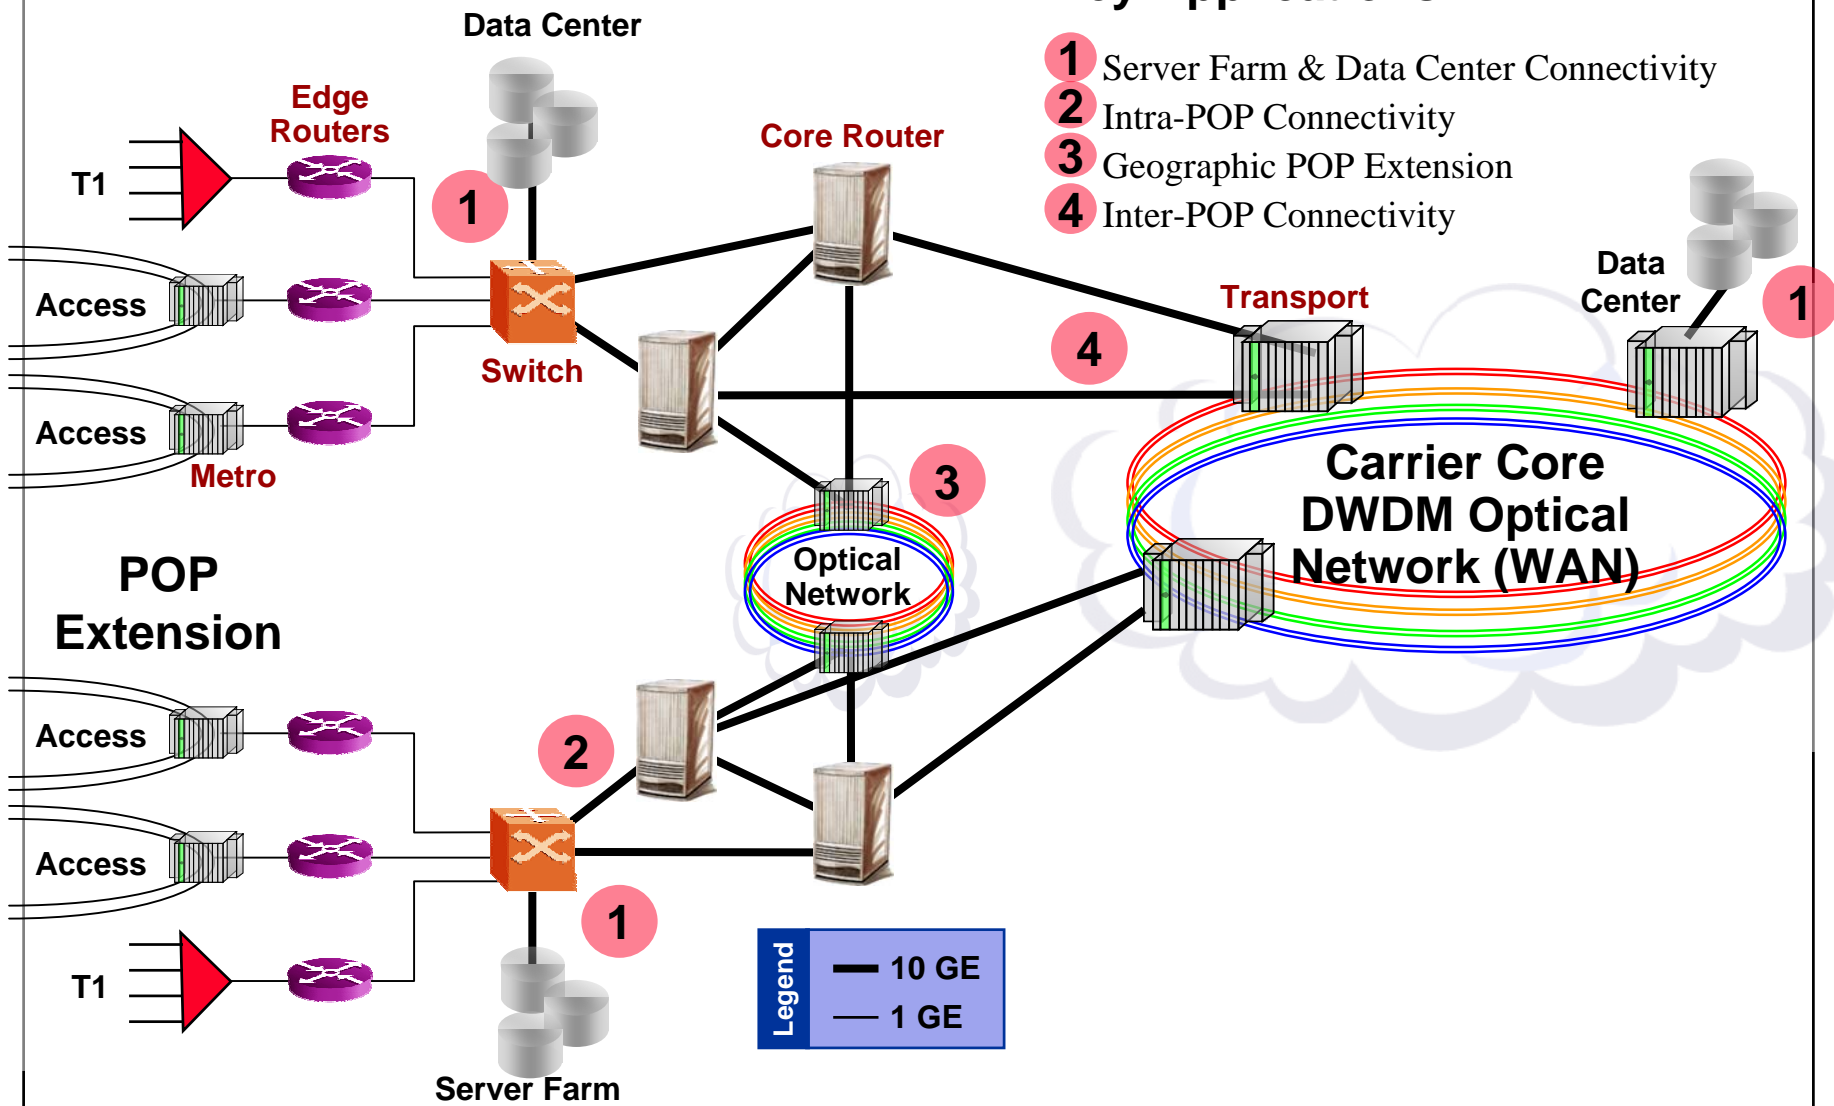 Data Center
1 Server Farm & Data Center Connectivity
2 Intra-POP Connectivity
3 Geographic POP Extension
4 Inter-POP Connectivity
Edge
Routers
Core Router
T1
1
Data
Center
1
Transport
Access
Switch
4
Access
Metro
3
Carrier Core
DWDM Optical
Network (WAN)
Optical
Network
POP
Extension
Access
2
Access
1
T1
Legend
10 GE
1 GE
Server Farm